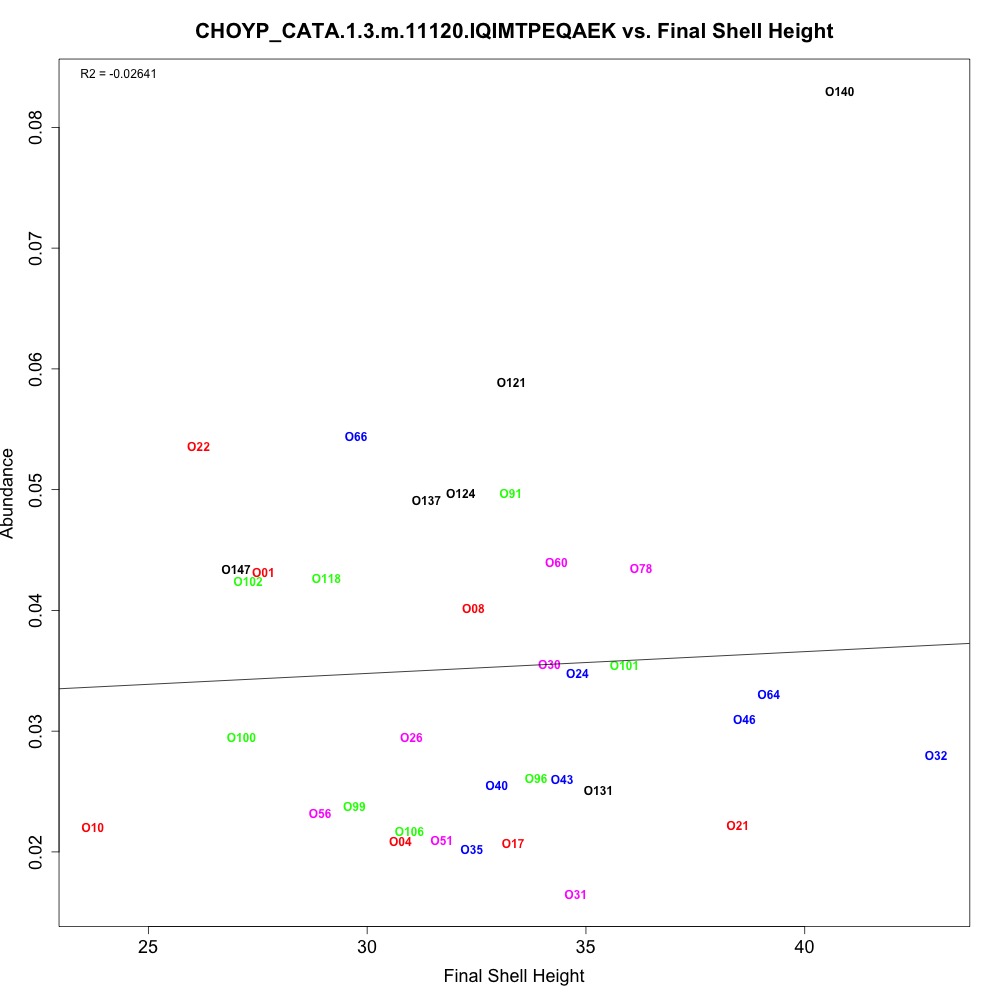 CHOYP_CATA.1.3.m.11120.IQIMTPEQAEK vs. Final Shell Height
R2 = -0.02641
O140
0.08
0.07
0.06
O121
O66
O22
0.05
O124
O91
O137
O60
O147
O78
O01
O118
O102
0.04
O08
Abundance
O30
O101
O24
O64
O46
0.03
O100
O26
O32
O96
O43
O40
O131
O99
O56
O21
O10
O106
0.02
O04
O51
O17
O35
O31
25
30
35
40
Final Shell Height